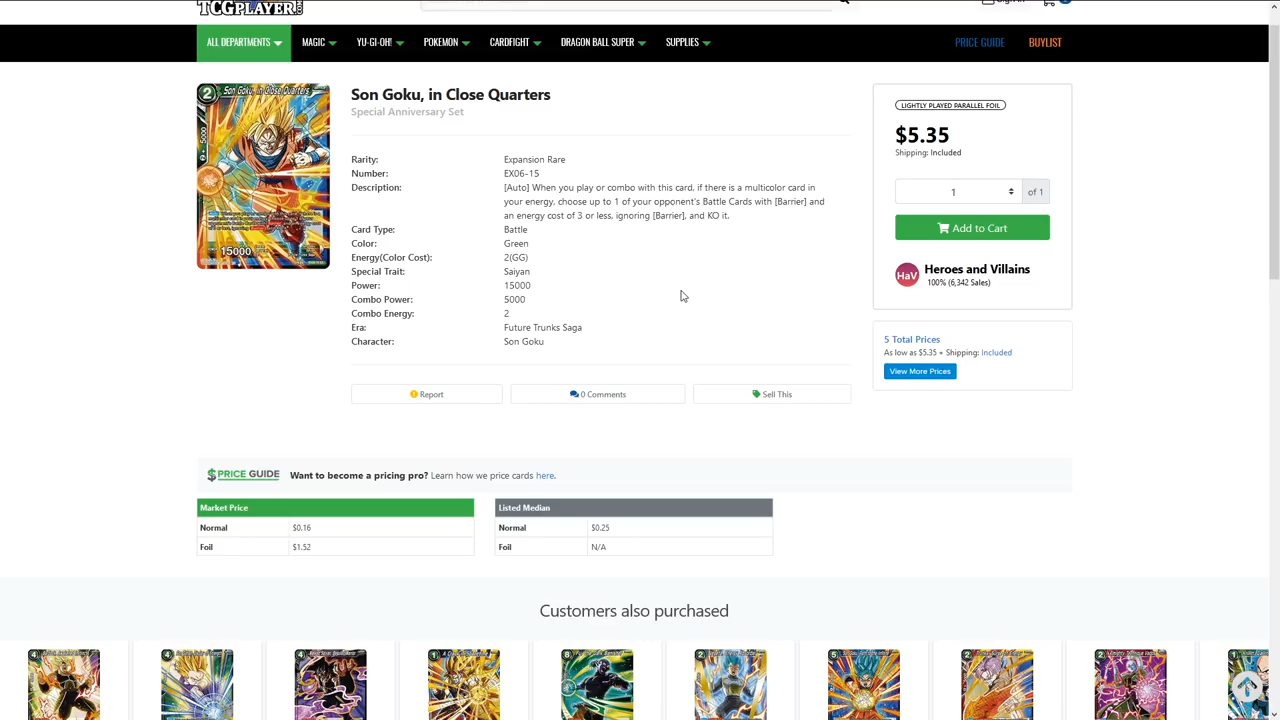 TCGPLAYER
ALL DEPARTMENTS
MAGIC
YU-GI-OH!
POKEMON
CARDFIGHT
DRAGON BALL SUPER
SUPPLIES
PRICE GUIDE
BUYLIST
2
Son Goku, in Close Quarters
5000
15000
Son Goku, in Close Quarters
Special Anniversary Set
Rarity: Expansion Rare
Number: EX06-15
Description: [Auto] When you play or combo with this card, if there is a multicolor card in
your energy, choose up to 1 of your opponent's Battle Cards with [Barrier] and
an energy cost of 3 or less, ignoring [Barrier], and KO it.
Card Type: Battle
Color: Green
Energy(Color Cost): 2(GG)
Special Trait: Saiyan
Power: 15000
Combo Power: 5000
Combo Energy: 2
Era: Future Trunks Saga
Character: Son Goku
Report
0 Comments
Sell This
LIGHTLY PLAYED PARALLEL FOIL
$5.35
Shipping: Included
1
of 1
Add to Cart
HaV
Heroes and Villains
100% (6,342 Sales)
5 Total Prices
As low as $5.35 + Shipping: Included
View More Prices
PRICE GUIDE
Want to become a pricing pro? Learn how we price cards here.
Market Price
Normal $0.16
Foil $1.52
Listed Median
Normal $0.25
Foil N/A
Customers also purchased